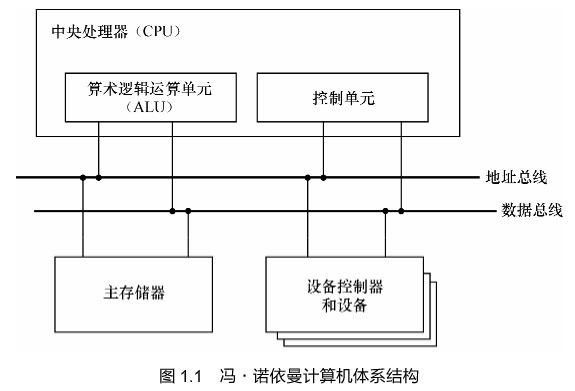 中央处理器（CPU）
算术逻辑运算单元
（ALU）
控制单元
地址总线
数据总线
主存储器
设备控制器
和设备
图 1.1 冯·诺依曼计算机体系结构